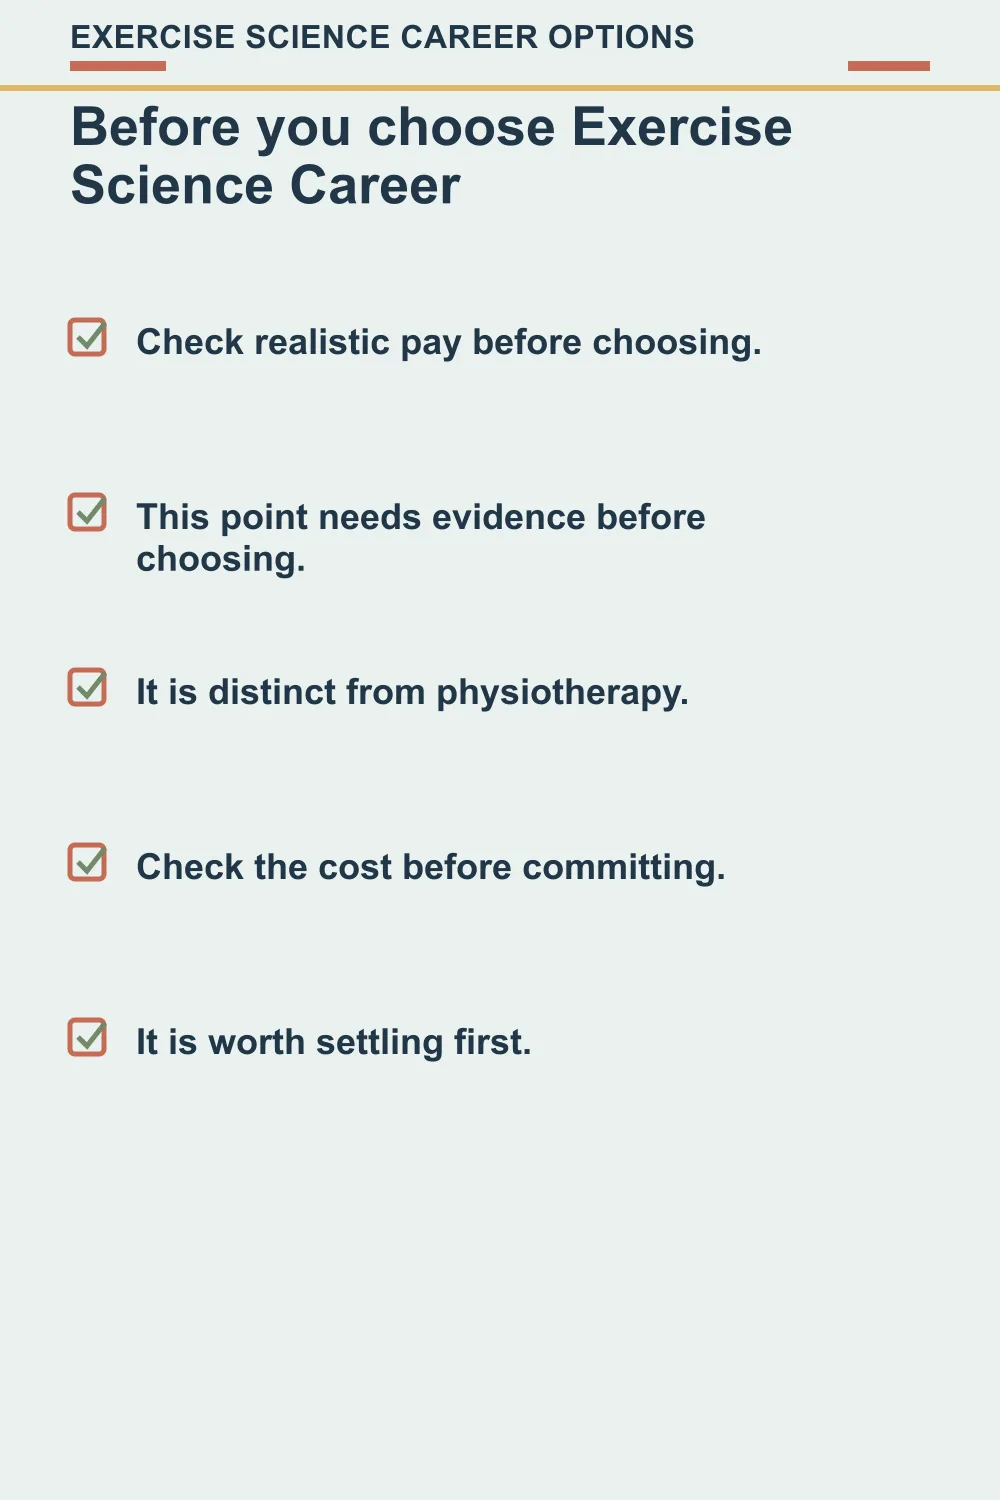 EXERCISE SCIENCE CAREER OPTIONS
Before you choose Exercise
Science Career
Check realistic pay before choosing.
This point needs evidence before
choosing.
It is distinct from physiotherapy.
Check the cost before committing.
It is worth settling first.